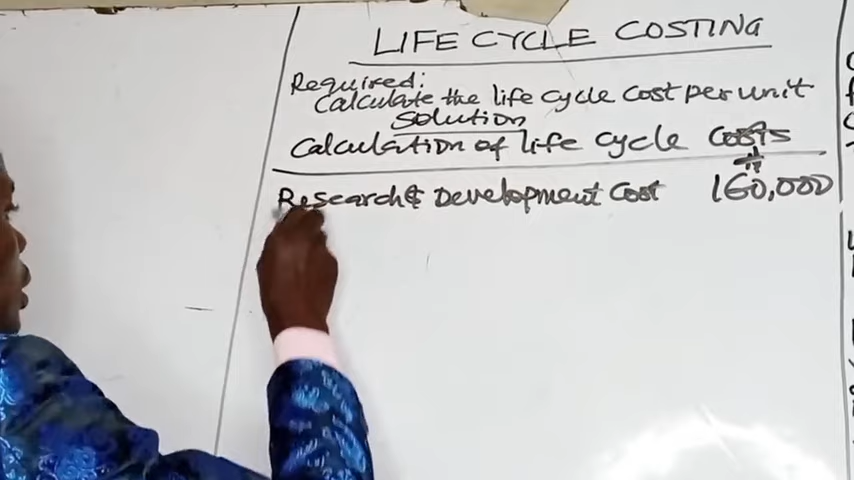 LIFE CYCLE COSTING
Required:
Calculate the life cycle cost per unit
Solution
Calculation of life cycle costs
Research & Development Cost 160,000